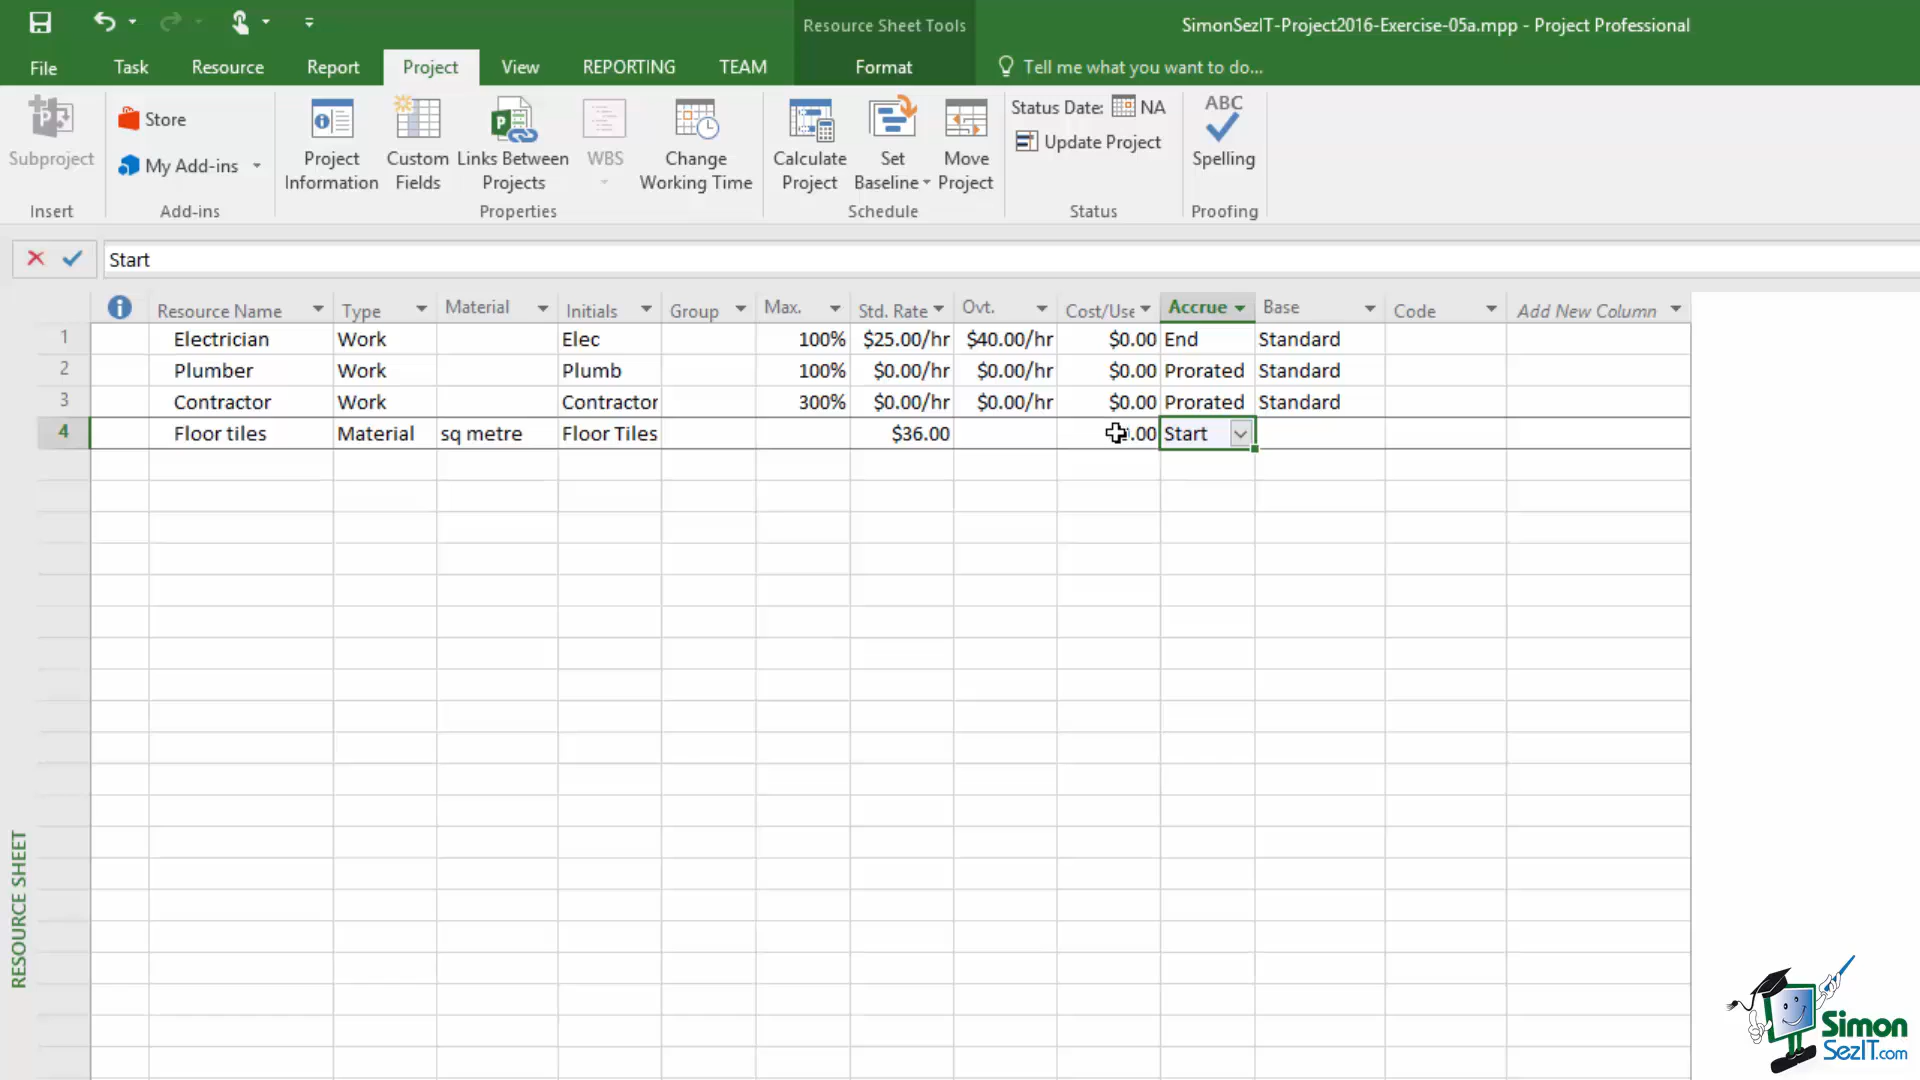 Resource Sheet Tools
SimonSezIT-Project2016-Exercise-05a.mpp - Project Professional
File Task Resource Report Project View REPORTING TEAM Format Tell me what you want to do...
Subproject
Insert
Store
My Add-ins
Add-ins
Project
Information
Custom
Fields
Links Between
Projects
WBS
Change
Working Time
Properties
Calculate
Project
Set
Baseline
Move
Project
Schedule
Status Date: NA
Update Project
Status
ABC
Spelling
Proofing
Start
Resource Name Type Material Initials Group Max. Std. Rate Ovt. Cost/Use Accrue Base Code Add New Column
1 Electrician Work Elec 100% $25.00/hr $40.00/hr $0.00 End Standard
2 Plumber Work Plumb 100% $0.00/hr $0.00/hr $0.00 Prorated Standard
3 Contractor Work Contractor 300% $0.00/hr $0.00/hr $0.00 Prorated Standard
4 Floor tiles Material sq metre Floor Tiles $36.00 .00 Start
RESOURCE SHEET
Simon
SezIT.com